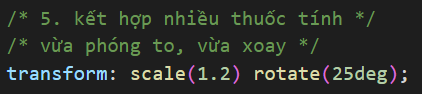 /* 5. kết hợp nhiều thuốc tính */
/* vừa phóng to, vừa xoay */
transform: scale(1.2) rotate(25deg);